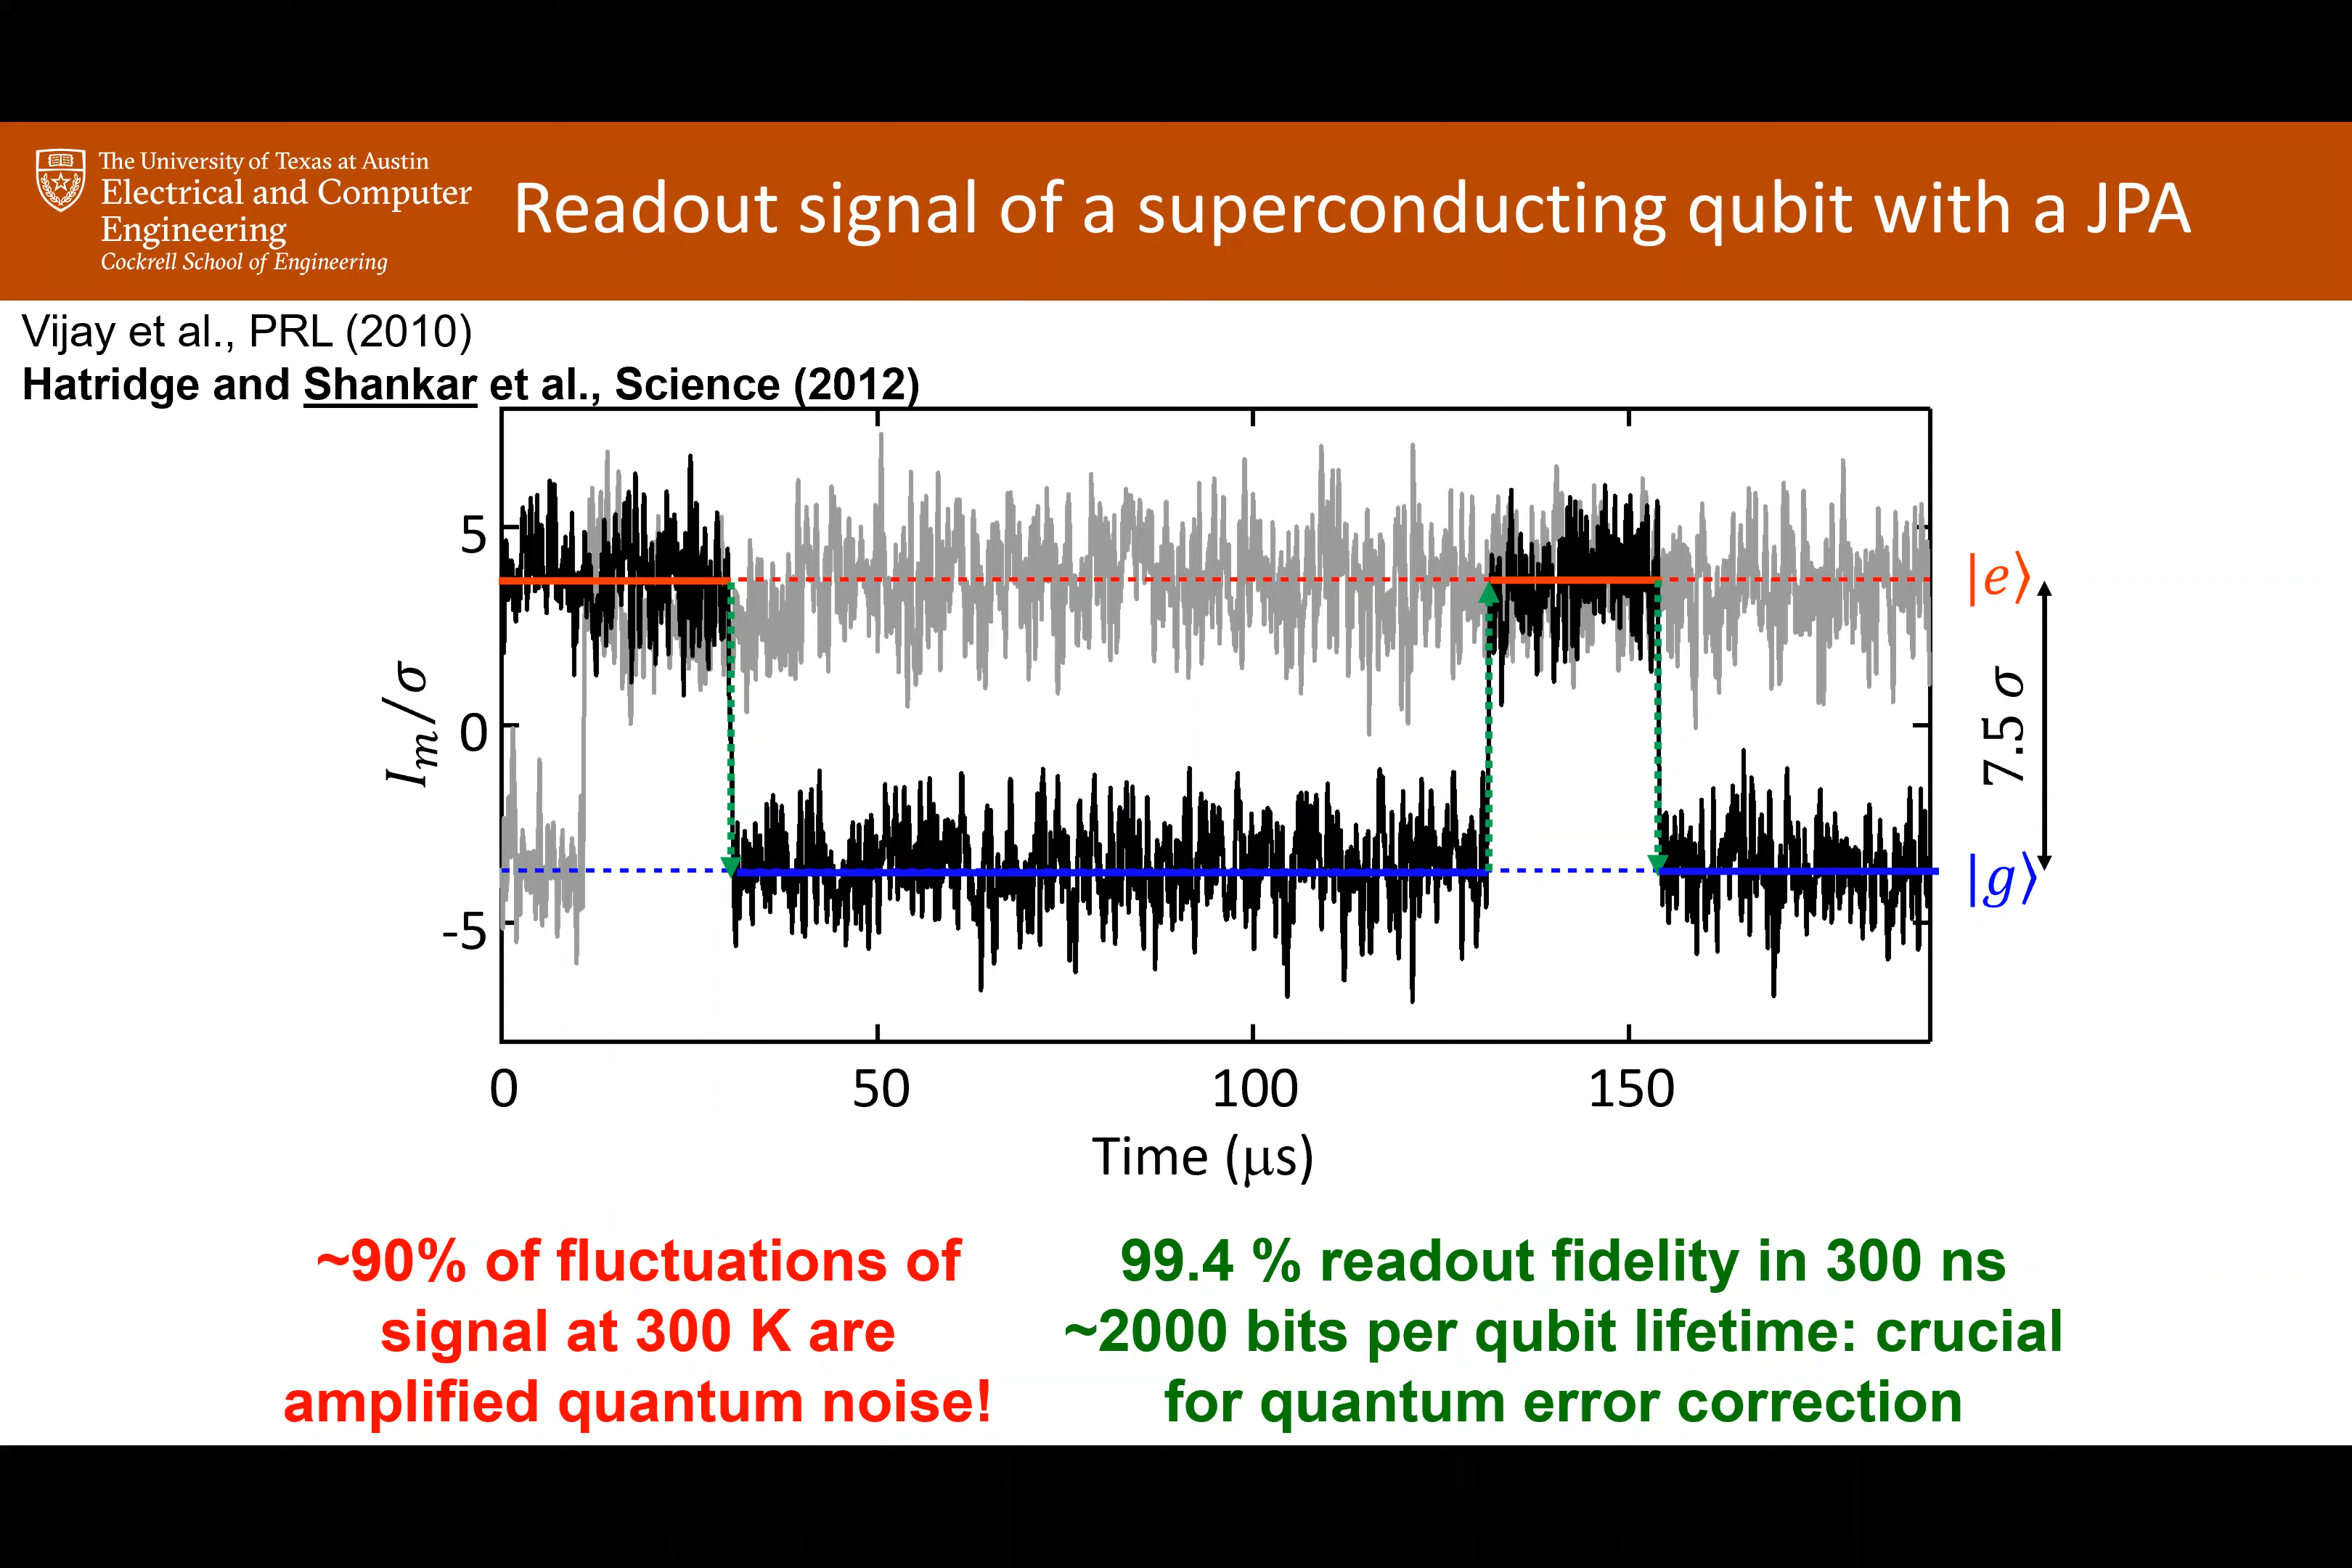 The University of Texas at Austin
Electrical and Computer
Engineering
Cockrell School of Engineering
Readout signal of a superconducting qubit with a JPA
Vijay et al., PRL (2010)
Hatridge and Shankar et al., Science (2012)
I_m/σ
5
0
-5
|e⟩
7.5 σ
|g⟩
0 50 100 150
Time (μs)
~90% of fluctuations of
signal at 300 K are
amplified quantum noise!
99.4 % readout fidelity in 300 ns
~2000 bits per qubit lifetime: crucial
for quantum error correction